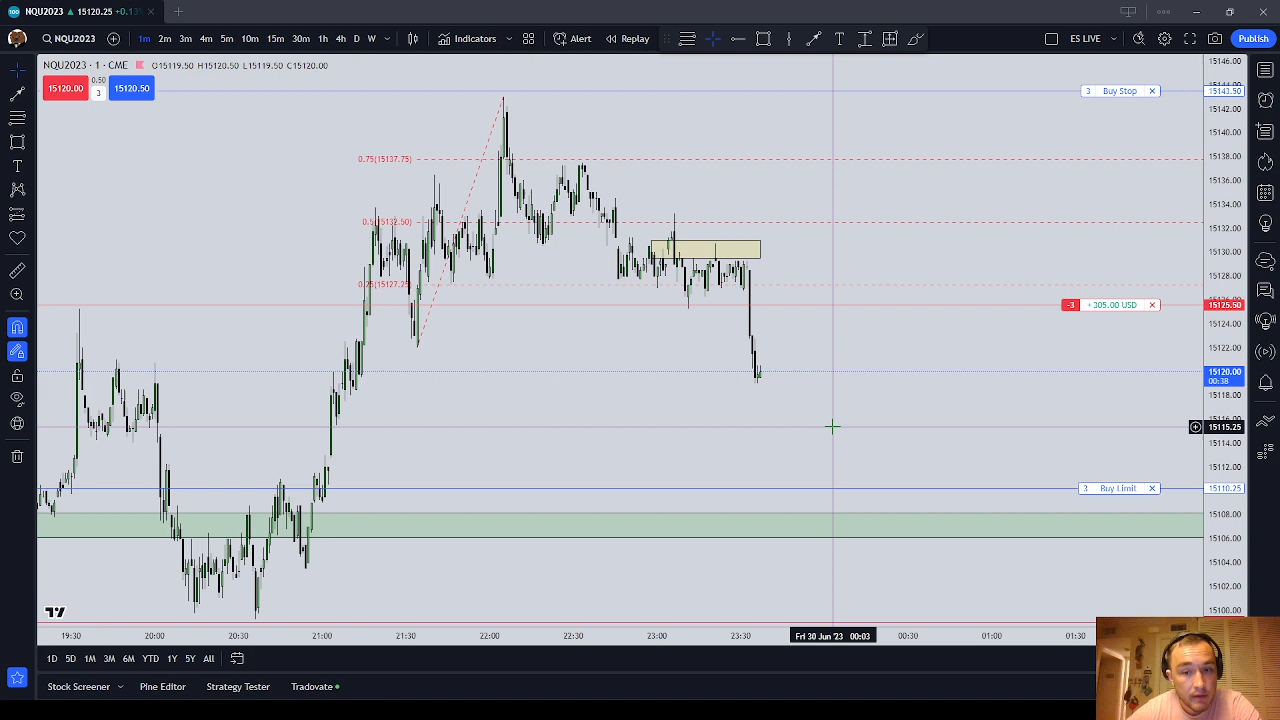 NQU2023 ▲ 15120.25 +0.13%
NQU2023 1m 2m 3m 4m 5m 10m 15m 30m 1h 4h D W Indicators Alert Replay ES LIVE Publish
NQU2023 · 1 · CME O15119.50 H15120.50 L15119.50 C15120.00
15120.00 0.50 3 15120.50
15146.00
3 Buy Stop 15143.50
15142.00
15140.00
15138.00
0.75(15137.75)
15136.00
15134.00
0.5(15132.50)
15132.00
15130.00
15128.00
0.25(15127.25)
-3 +305.00 USD 15125.50
15124.00
15122.00
15120.00
00:38
15118.00
15116.00
15115.25
15114.00
15112.00
3 Buy Limit 15110.25
15108.00
15106.00
15104.00
15102.00
15100.00
19:30 20:00 20:30 21:00 21:30 22:00 22:30 23:00 23:30 Fri 30 Jun '23 00:03 00:30 01:00 01:30
1D 5D 1M 3M 6M YTD 1Y 5Y All
Stock Screener Pine Editor Strategy Tester Tradovate